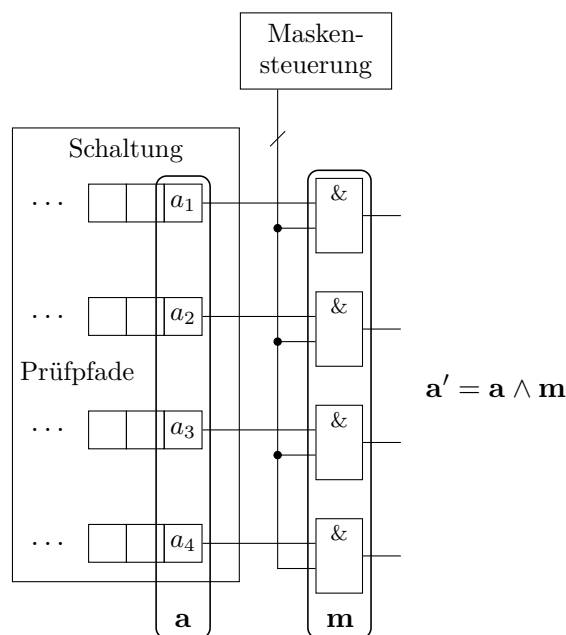 Masken-
steuerung
Schaltung
... a₁ &
... a₂ &
Prüfpfade
a′ = a ∧ m
... a₃ &
... a₄ &
a m